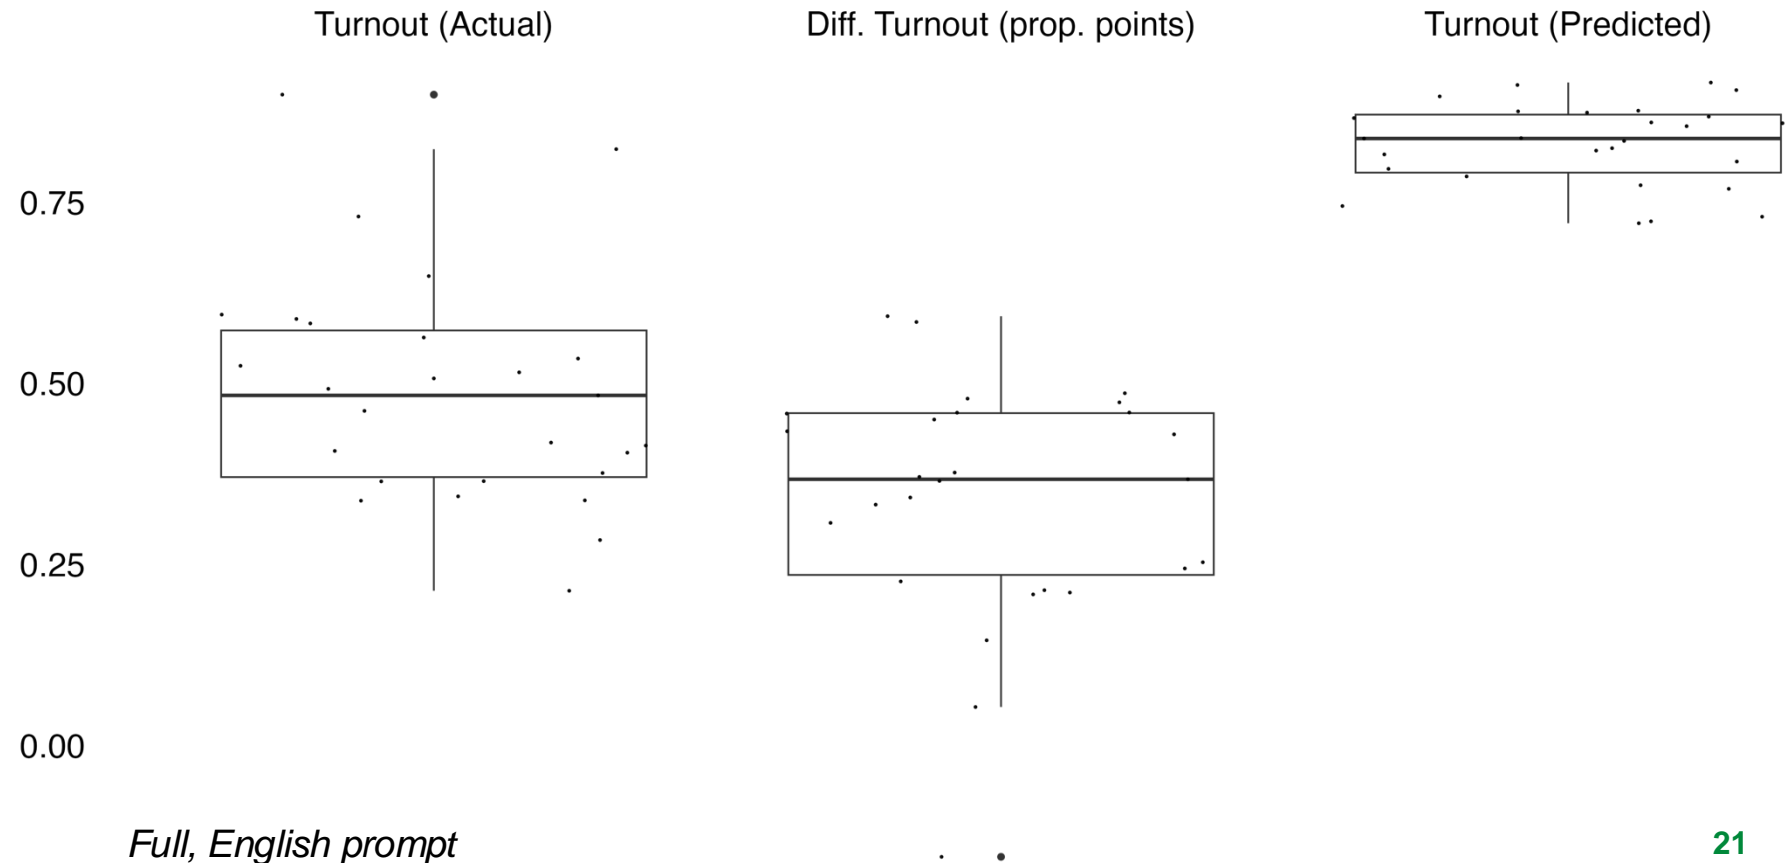 Turnout (Actual) Diff. Turnout (prop. points) Turnout (Predicted)
0.75
0.50
0.25
0.00
Full, English prompt 21